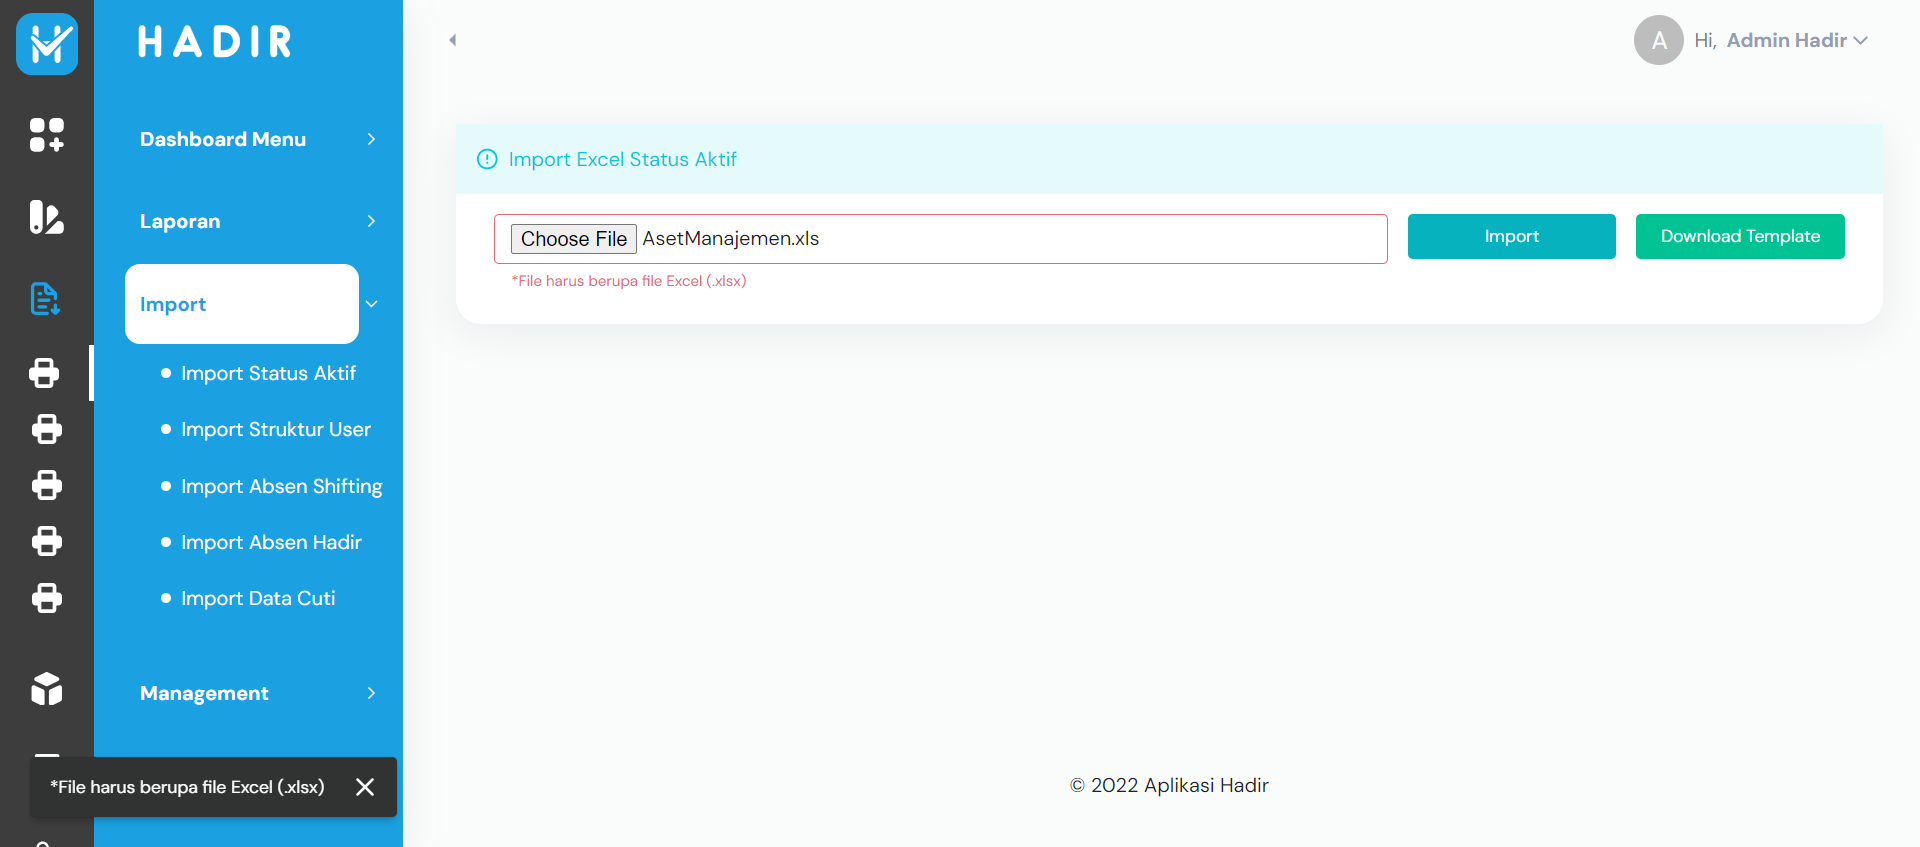 HADIR
Hi, Admin Hadir
A
Dashboard Menu
Laporan
Import
Import Status Aktif
Import Struktur User
Import Absen Shifting
Import Absen Hadir
Import Data Cuti
Management
*File harus berupa file Excel (.xlsx)
Import Excel Status Aktif
Choose File AsetManajemen.xls
Import
Download Template
*File harus berupa file Excel (.xlsx)
© 2022 Aplikasi Hadir